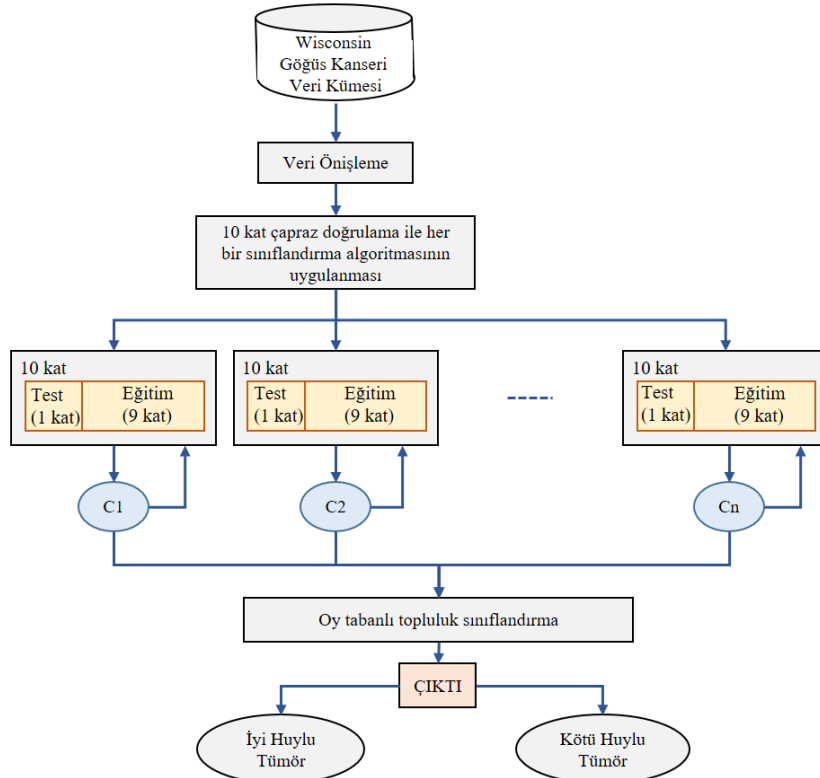 Wisconsin
Göğüs Kanseri
Veri Kümesi
Veri Önişleme
10 kat çapraz doğrulama ile her
bir sınıflandırma algoritmasının
uygulanması
10 kat
Test
(1 kat)
Eğitim
(9 kat)
10 kat
Test
(1 kat)
Eğitim
(9 kat)
10 kat
Test
(1 kat)
Eğitim
(9 kat)
C1
C2
Cn
Oy tabanlı topluluk sınıflandırma
ÇIKTI
İyi Huylu
Tümör
Kötü Huylu
Tümör